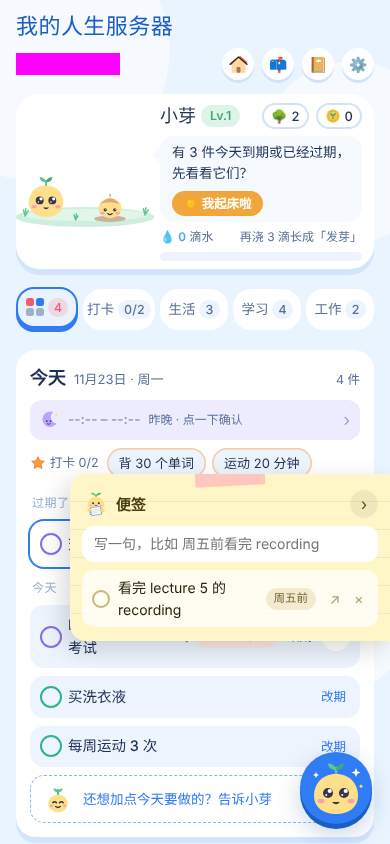 我的人生服务器
小芽 Lv.1 2 0
有 3 件今天到期或已经过期，
先看看它们?
我起床啦
0 滴水 再浇 3 滴长成「发芽」
4 打卡 0/2 生活 3 学习 4 工作 2
今天 11月23日 · 周一 4 件
--:-- – --:-- 昨晚 · 点一下确认 ›
打卡 0/2 背 30 个单词 运动 20 分钟
过期了
便签 ›
写一句，比如 周五前看完 recording
看完 lecture 5 的
recording
周五前 ↗ ×
今天
考试
买洗衣液 改期
每周运动 3 次 改期
还想加点今天要做的？告诉小芽